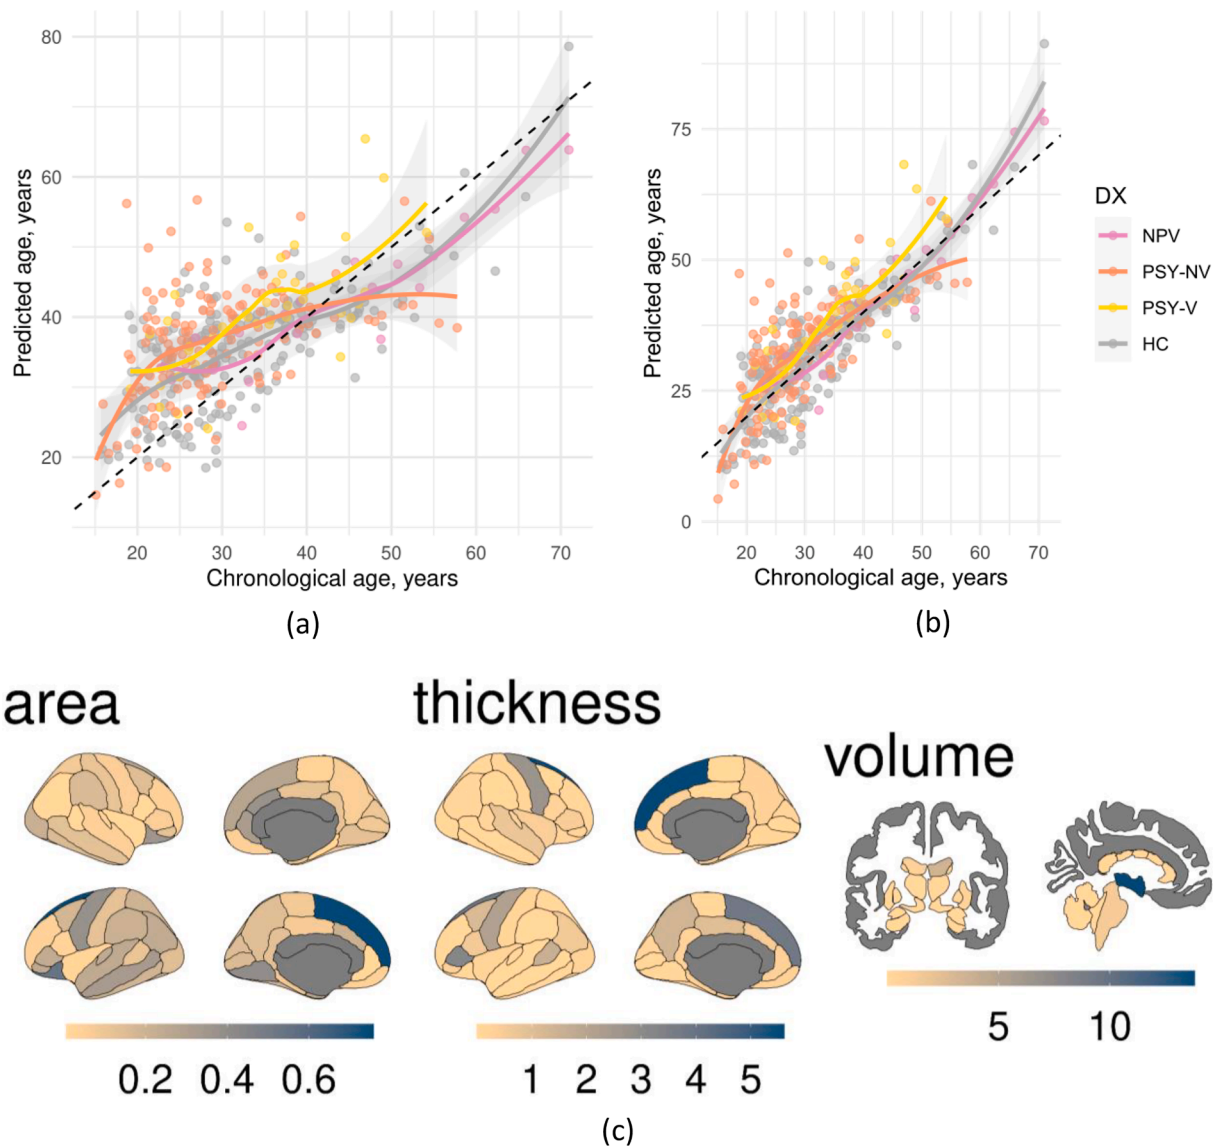 80
60
40
20
Predicted age, years
20 30 40 50 60 70
Chronological age, years
(a)
75
50
25
0
Predicted age, years
20 30 40 50 60 70
Chronological age, years
(b)
DX
NPV
PSY-NV
PSY-V
HC
area
thickness
volume
0.2 0.4 0.6
1 2 3 4 5
5 10
(c)